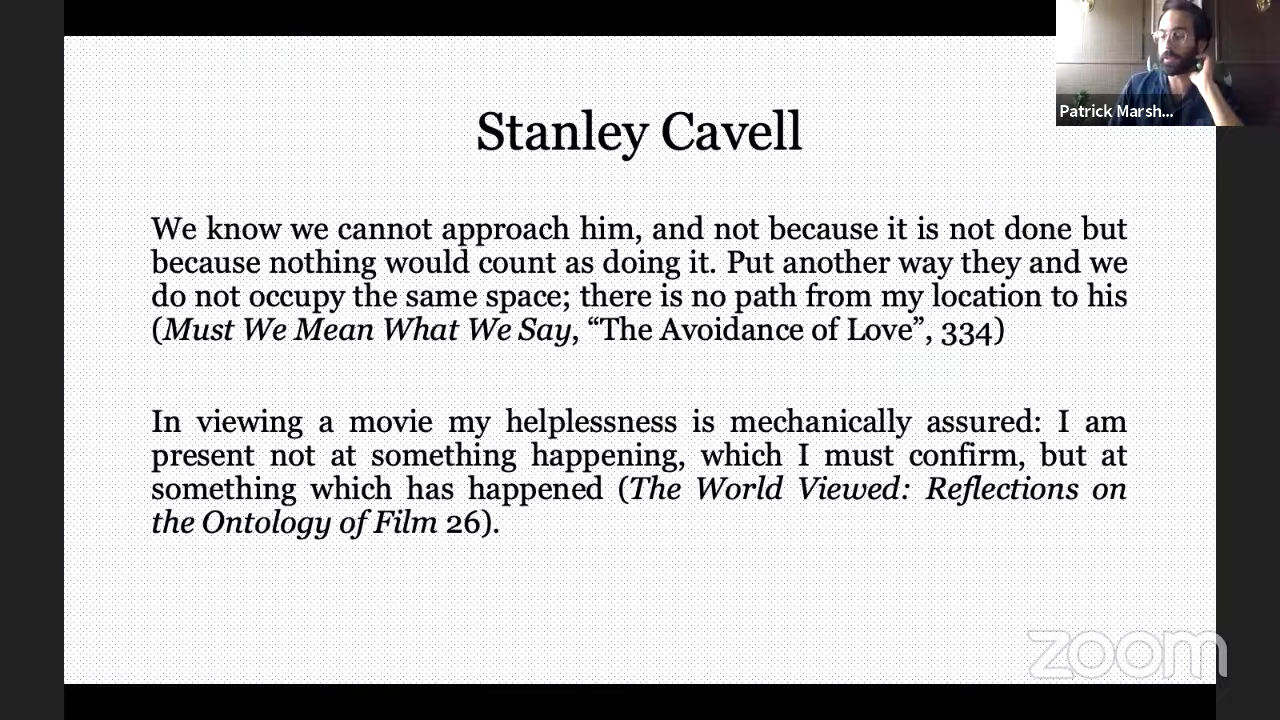 Patrick Marsh...
Stanley Cavell
We know we cannot approach him, and not because it is not done but
because nothing would count as doing it. Put another way they and we
do not occupy the same space; there is no path from my location to his
(Must We Mean What We Say, “The Avoidance of Love”, 334)
In viewing a movie my helplessness is mechanically assured: I am
present not at something happening, which I must confirm, but at
something which has happened (The World Viewed: Reflections on
the Ontology of Film 26).
zoom